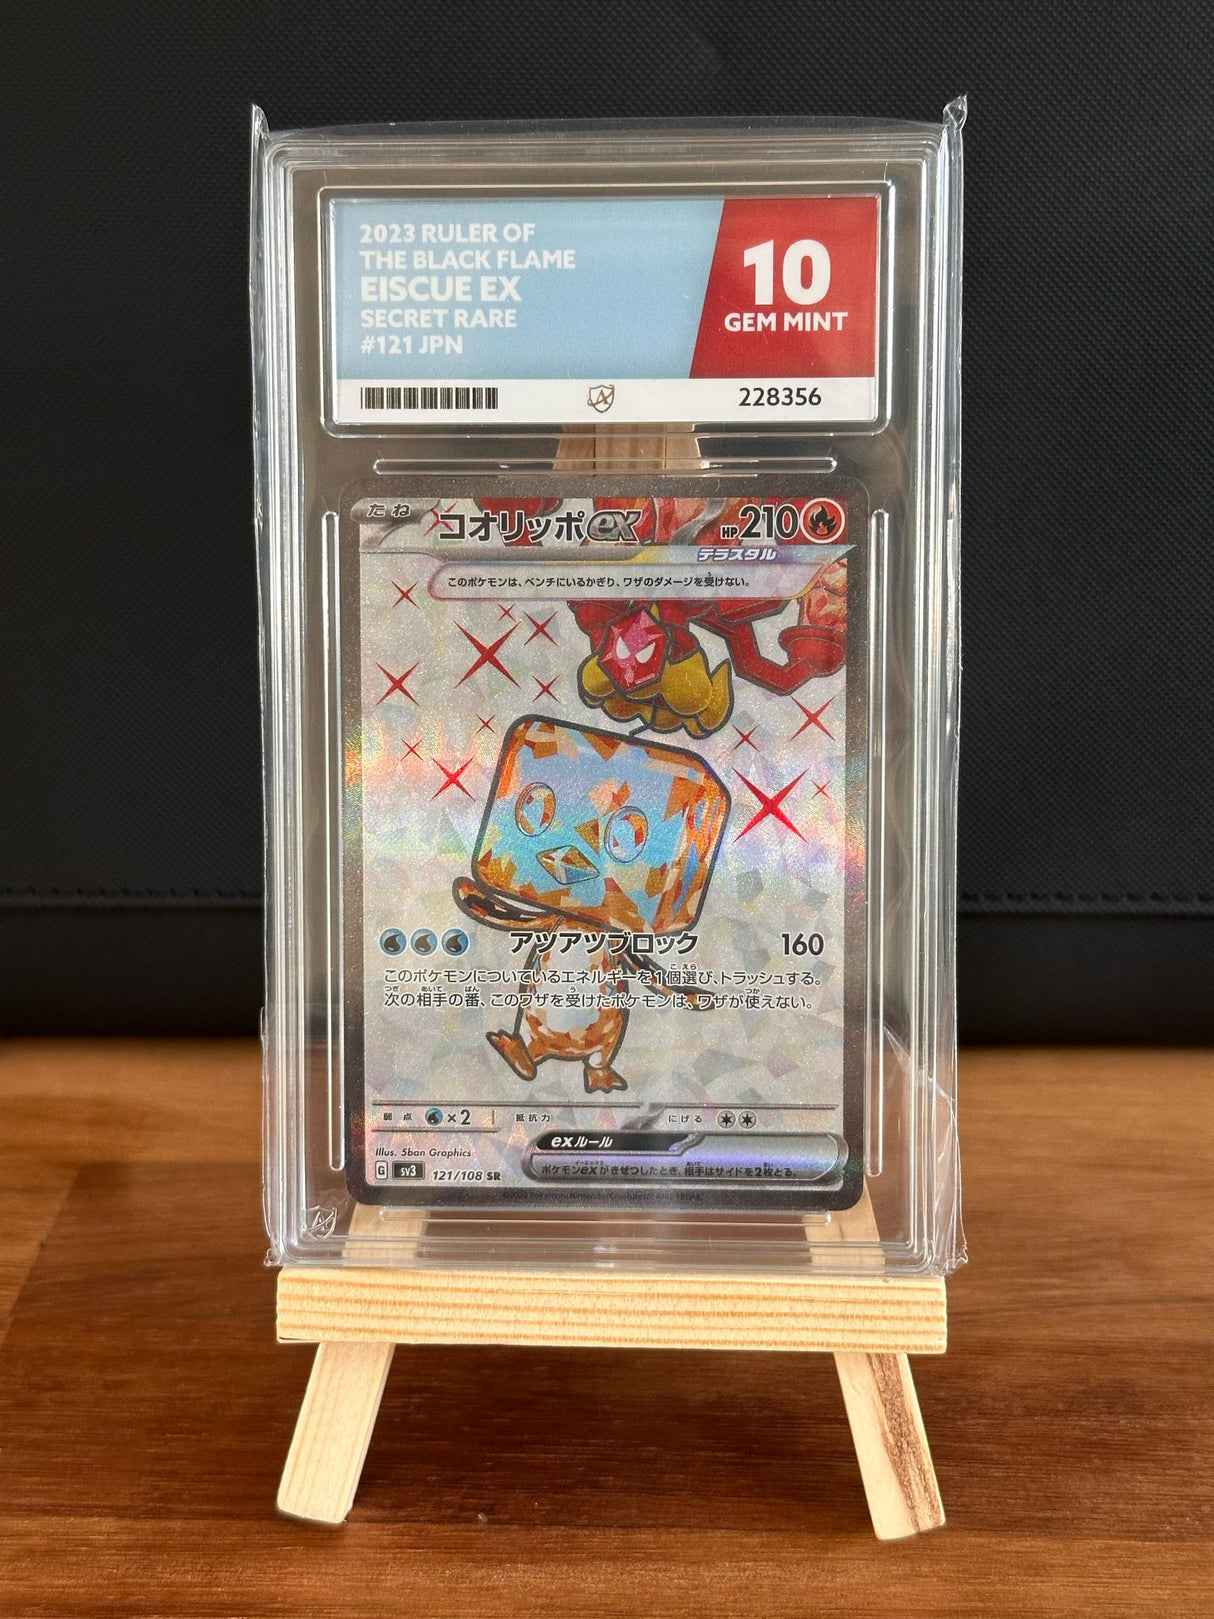 2023 RULER OF
THE BLACK FLAME
EISCUE EX
SECRET RARE
#121 JPN
10
GEM MINT
228356
たね コオリッポex HP210
テラスタル
このポケモンは、ベンチにいるかぎり、ワザのダメージを受けない。
アツアツブロック 160
このポケモンについているエネルギーを1個選び、トラッシュする。
次の相手の番、このワザを受けたポケモンは、ワザが使えない。
弱点 ×2 抵抗力 にげる
exルール
ポケモンexがきぜつしたとき、相手はサイドを2枚とる。
Illus. 5ban Graphics
G sv3 121/108 SR
©2023 Pokémon/Nintendo/Creatures/GAME FREAK